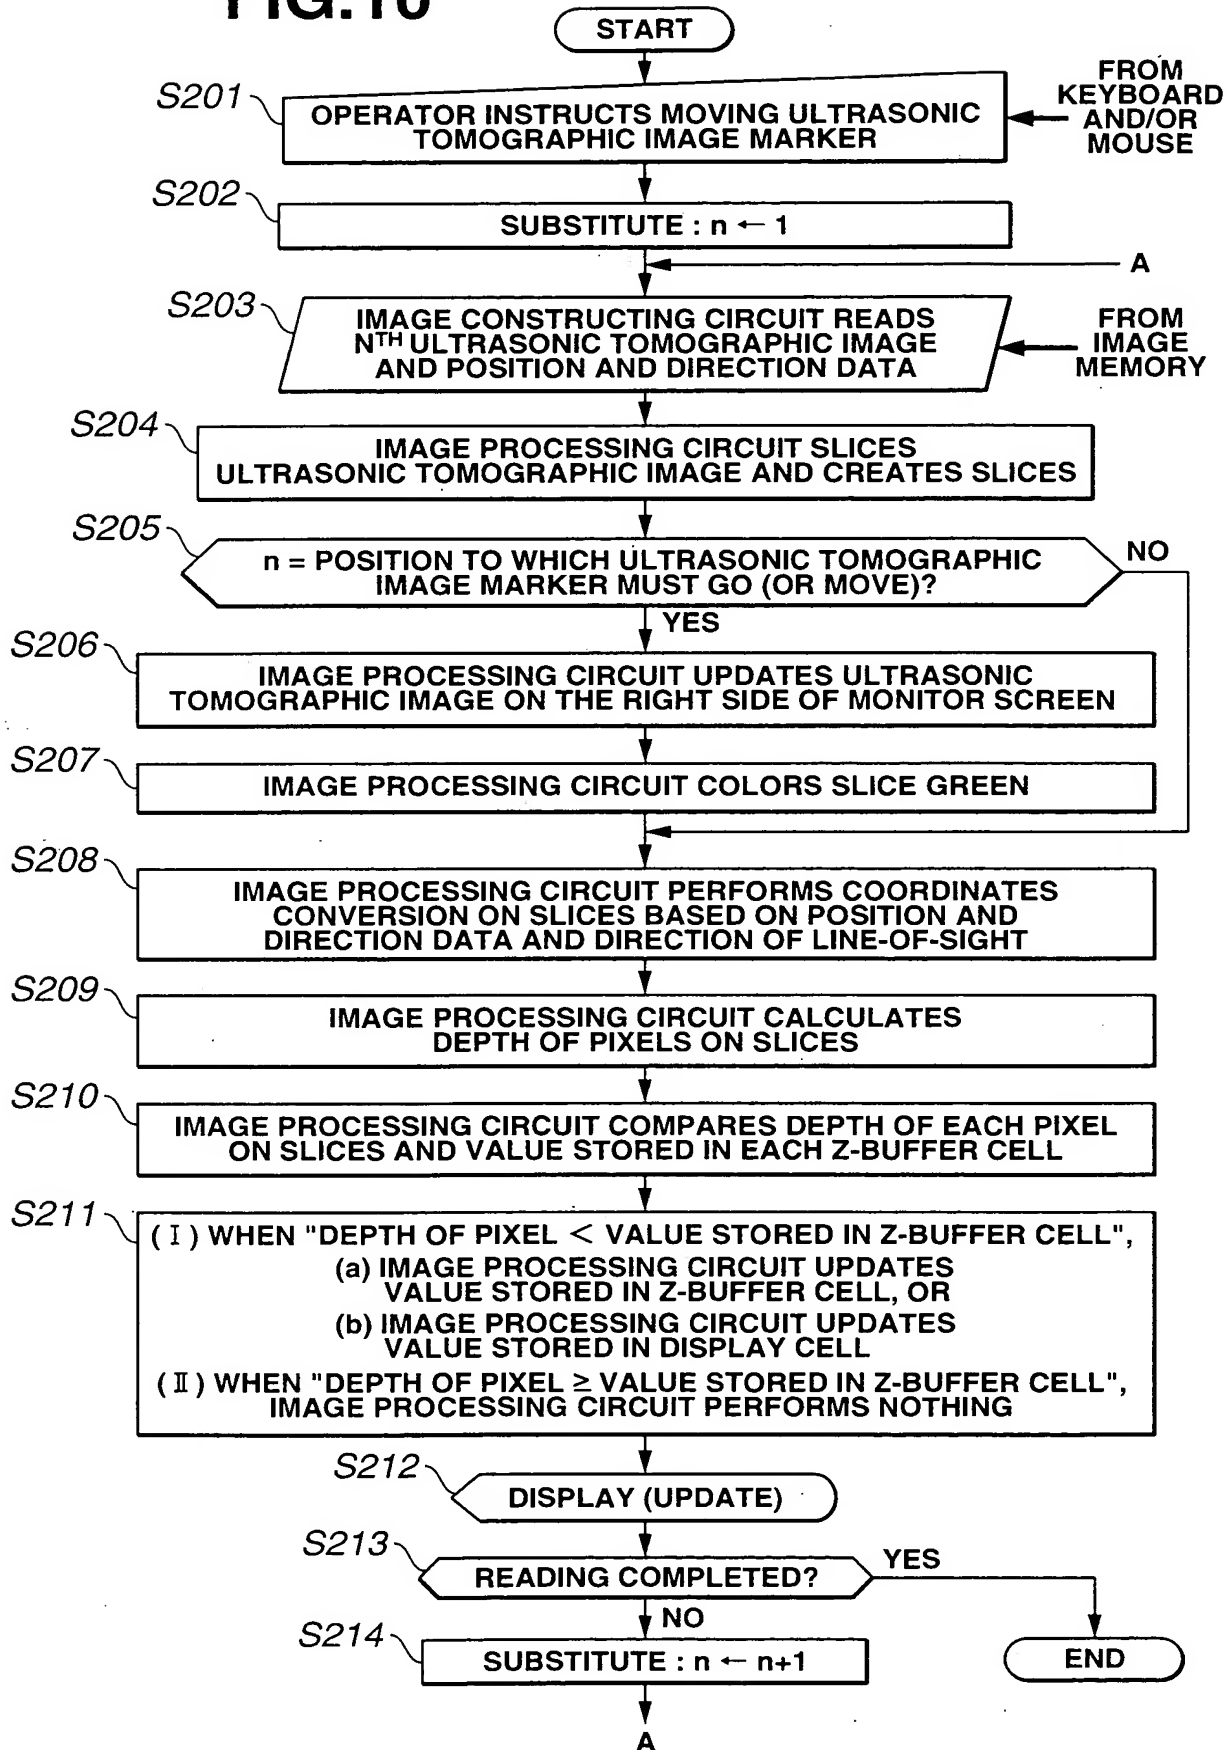 FIG.10
START
S201
OPERATOR INSTRUCTS MOVING ULTRASONIC
TOMOGRAPHIC IMAGE MARKER
FROM
KEYBOARD
AND/OR
MOUSE
S202
SUBSTITUTE : n ← 1
A
S203
IMAGE CONSTRUCTING CIRCUIT READS
NTH ULTRASONIC TOMOGRAPHIC IMAGE
AND POSITION AND DIRECTION DATA
FROM
IMAGE
MEMORY
S204
IMAGE PROCESSING CIRCUIT SLICES
ULTRASONIC TOMOGRAPHIC IMAGE AND CREATES SLICES
S205
n = POSITION TO WHICH ULTRASONIC TOMOGRAPHIC
IMAGE MARKER MUST GO (OR MOVE)?
NO
YES
S206
IMAGE PROCESSING CIRCUIT UPDATES ULTRASONIC
TOMOGRAPHIC IMAGE ON THE RIGHT SIDE OF MONITOR SCREEN
S207
IMAGE PROCESSING CIRCUIT COLORS SLICE GREEN
S208
IMAGE PROCESSING CIRCUIT PERFORMS COORDINATES
CONVERSION ON SLICES BASED ON POSITION AND
DIRECTION DATA AND DIRECTION OF LINE-OF-SIGHT
S209
IMAGE PROCESSING CIRCUIT CALCULATES
DEPTH OF PIXELS ON SLICES
S210
IMAGE PROCESSING CIRCUIT COMPARES DEPTH OF EACH PIXEL
ON SLICES AND VALUE STORED IN EACH Z-BUFFER CELL
S211
(Ⅰ) WHEN "DEPTH OF PIXEL < VALUE STORED IN Z-BUFFER CELL",
(a) IMAGE PROCESSING CIRCUIT UPDATES
VALUE STORED IN Z-BUFFER CELL, OR
(b) IMAGE PROCESSING CIRCUIT UPDATES
VALUE STORED IN DISPLAY CELL
(Ⅱ) WHEN "DEPTH OF PIXEL ≥ VALUE STORED IN Z-BUFFER CELL",
IMAGE PROCESSING CIRCUIT PERFORMS NOTHING
S212
DISPLAY (UPDATE)
S213
READING COMPLETED?
YES
NO
S214
SUBSTITUTE : n ← n+1
END
A